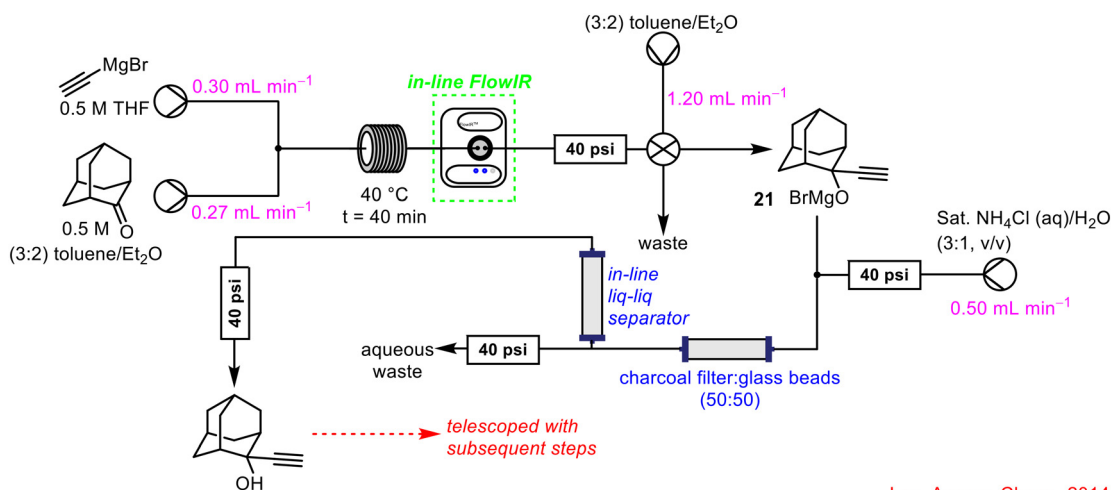 (3:2) toluene/Et₂O
MgBr
0.5 M THF
0.30 mL min⁻¹
in-line FlowIR
FlowIR™
1.20 mL min⁻¹
40 psi
40 °C
t = 40 min
O
0.5 M
(3:2) toluene/Et₂O
0.27 mL min⁻¹
waste
21
BrMgO
Sat. NH₄Cl (aq)/H₂O
(3:1, v/v)
40 psi
0.50 mL min⁻¹
40 psi
in-line
liq-liq
separator
aqueous
waste
40 psi
charcoal filter:glass beads
(50:50)
OH
telescoped with
subsequent steps